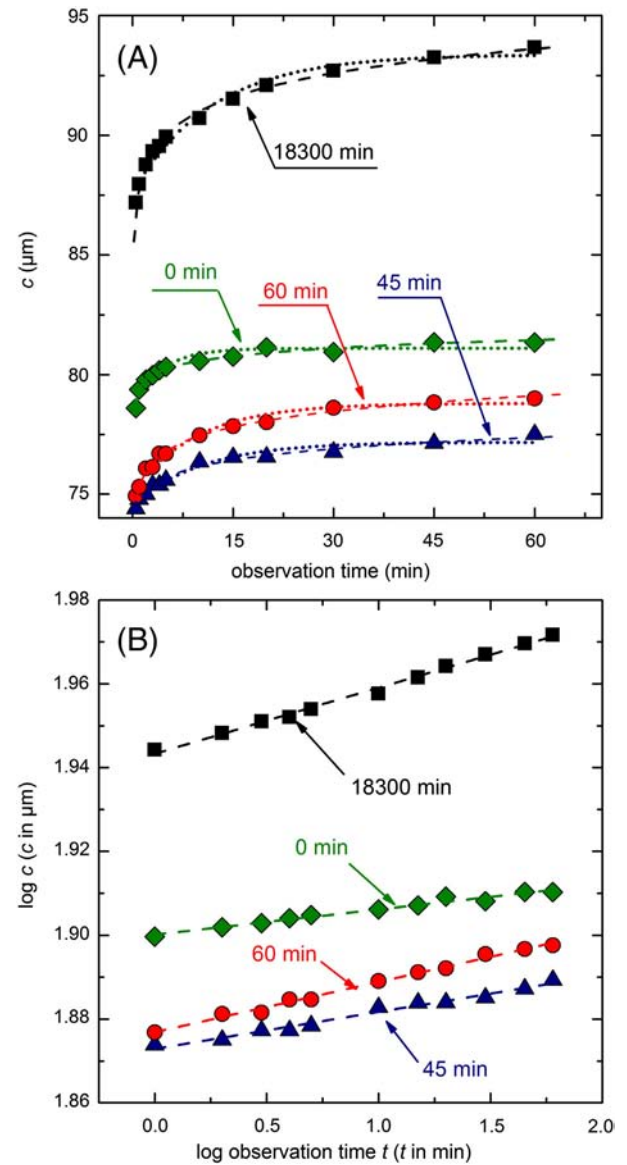 (A)
95
90
85
80
75
c (μm)
18300 min
0 min
60 min
45 min
0
15
30
45
60
observation time (min)
(B)
1.98
1.96
1.94
1.92
1.90
1.88
1.86
log c (c in μm)
18300 min
0 min
60 min
45 min
0.0
0.5
1.0
1.5
2.0
log observation time t (t in min)